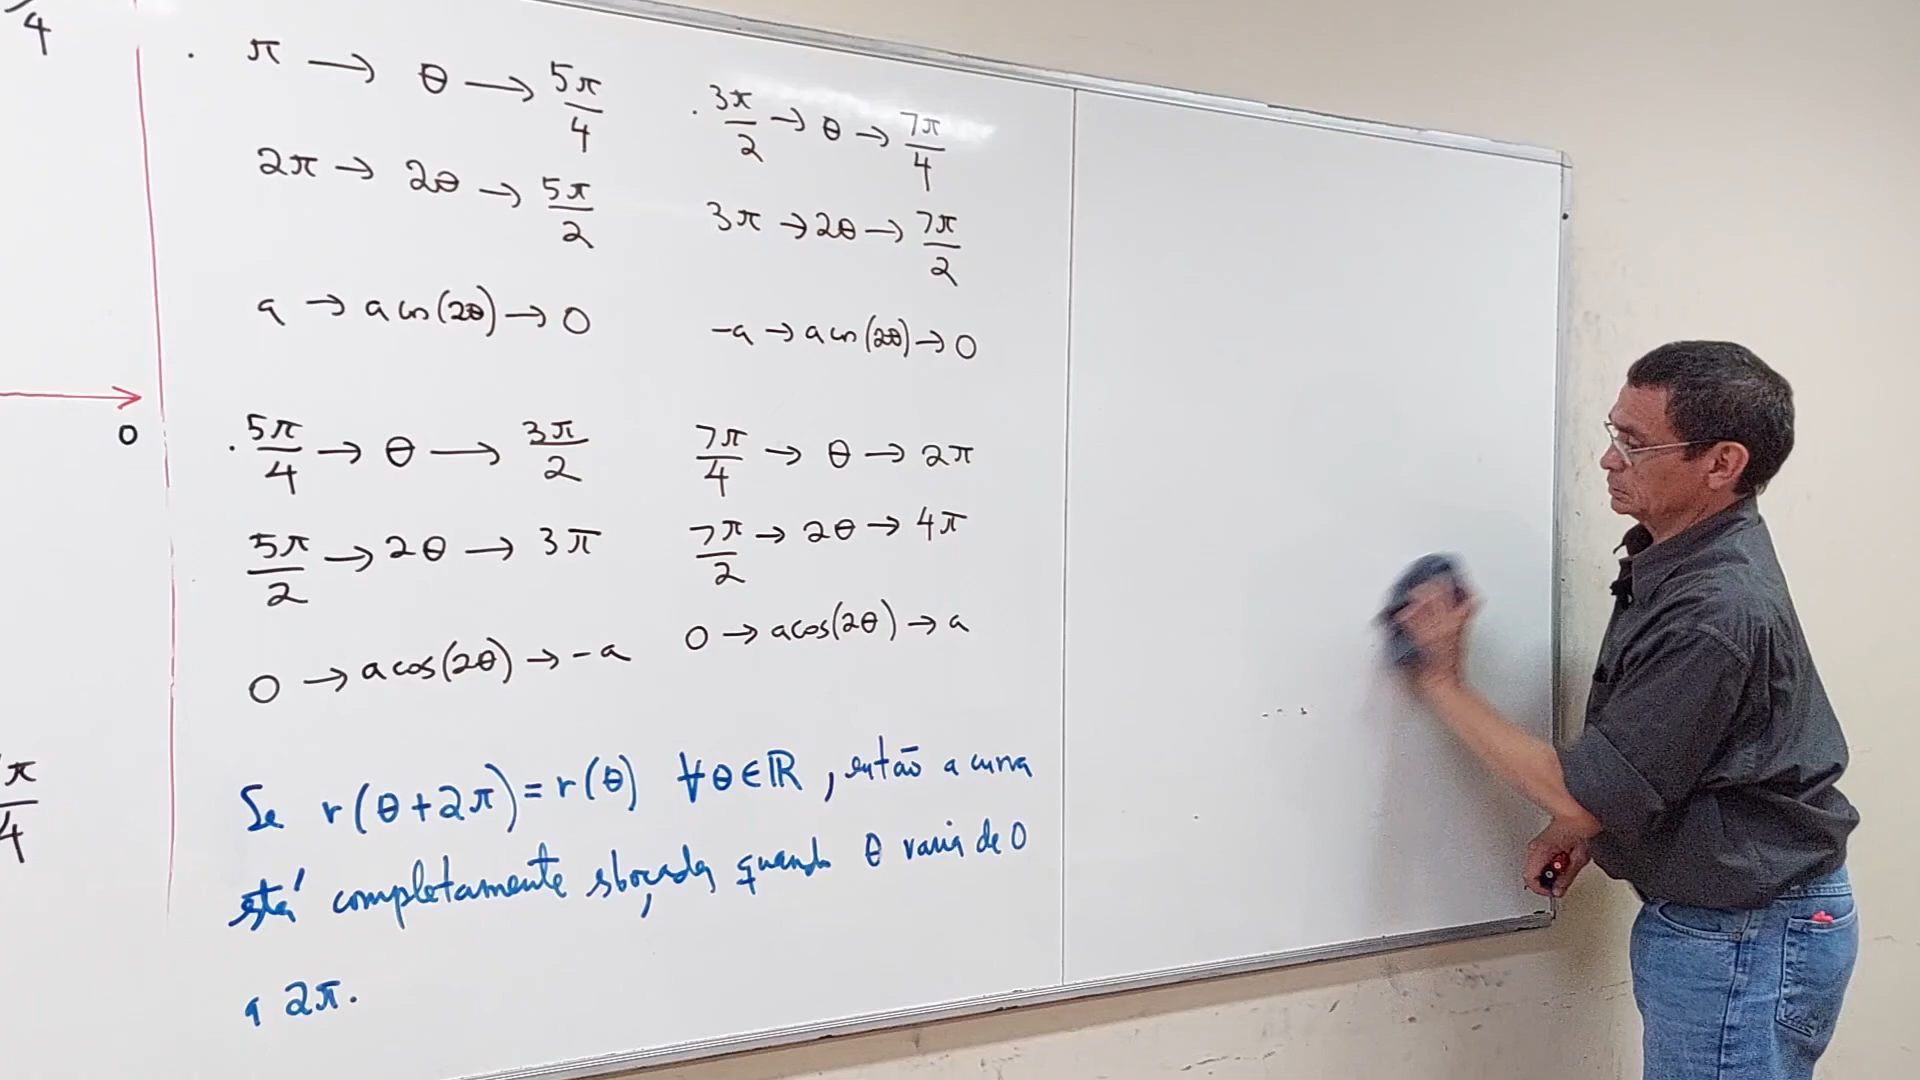 π/4
0
π/4
. π → θ → 5π/4
2π → 2θ → 5π/2
a → a cos(2θ) → 0
. 5π/4 → θ → 3π/2
5π/2 → 2θ → 3π
0 → a cos(2θ) → -a
. 3π/2 → θ → 7π/4
3π → 2θ → 7π/2
-a → a cos(2θ) → 0
7π/4 → θ → 2π
7π/2 → 2θ → 4π
0 → a cos(2θ) → a
Se r(θ+2π) = r(θ) ∀ θ ∈ ℝ, então a curva
está completamente esboçada quando θ varia de 0
a 2π.